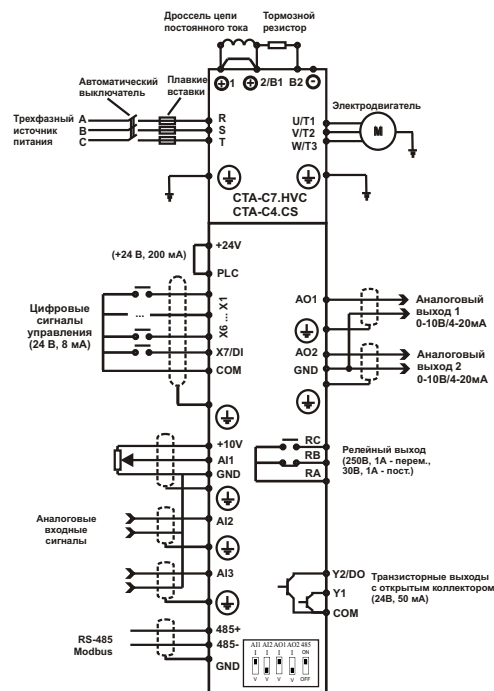 Дроссель цепи
постоянного тока
Тормозной
резистор
1
2/B1
B2
Автоматический
выключатель
Плавкие
вставки
Электродвигатель
Трехфазный
источник
питания
A
B
C
R
S
T
U/T1
V/T2
W/T3
M
CTA-C7.HVC
CTA-C4.CS
+24V
(+24 В, 200 мА)
PLC
Цифровые
сигналы
управления
(24 В, 8 мА)
...
X6 ... X1
X7/DI
COM
AO1
Аналоговый
выход 1
0-10В/4-20мА
AO2
GND
Аналоговый
выход 2
0-10В/4-20мА
+10V
AI1
GND
RC
RB
RA
Релейный выход
(250В, 1А - перем.,
30В, 1А - пост.)
Аналоговые
входные
сигналы
AI2
AI3
Y2/DO
Y1
COM
Транзисторные выходы
с открытым коллектором
(24В, 50 мА)
RS-485
Modbus
485+
485-
GND
AI1 AI2 AO1 AO2 485
I I I I ON
V V V V OFF